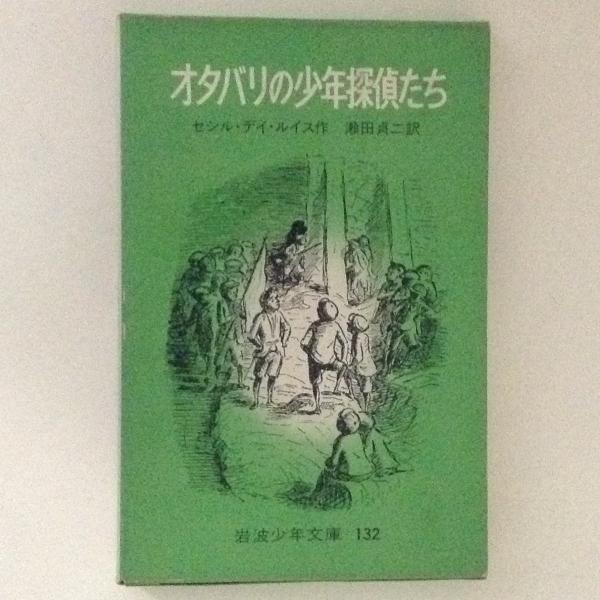 オタバリの少年探偵たち
セシル・デイ・ルイス作 瀬田貞二訳
岩波少年文庫 132